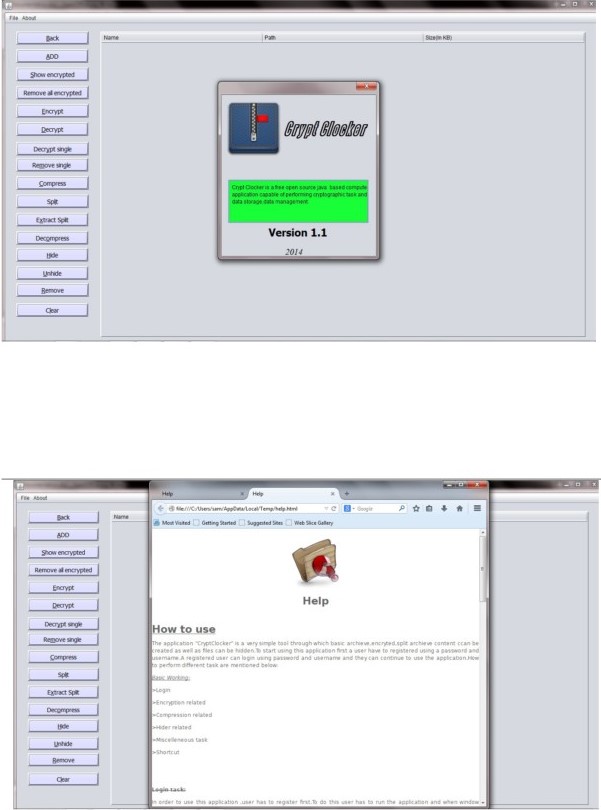 File About
Back
ADD
Show encrypted
Remove all encrypted
Encrypt
Decrypt
Decrypt single
Remove single
Compress
Split
Extract Split
Decompress
Hide
Unhide
Remove
Clear
Name Path Size(in KB)
Crypt Clocker
Crypt Clocker is a free open source java based compute
application capable of performing cryptographic task and
data storage,data management
Version 1.1
2014
File About
Back
ADD
Show encrypted
Remove all encrypted
Encrypt
Decrypt
Decrypt single
Remove single
Compress
Split
Extract Split
Decompress
Hide
Unhide
Remove
Clear
Name
Help
Help
file:///C:/Users/sam/AppData/Local/Temp/help.html
Google
Most Visited Getting Started Suggested Sites Web Slice Gallery
Help
How to use
The application "CryptClocker" is a very simple tool through which basic archieve,encryted,split archieve content ccan be
created as well as files can be hidden.To start using this application first a user have to registered using a password and
username.A registered user can login using password and username and they can continue to use the application.How
to perform different task are mentioned below:
Basic Working:
>Login
>Encryption related
>Compression related
>Hider related
>Miscelleneous task
>Shortcut
Login task:
In order to use this application ,user has to register first.To do this user has to run the application and when window